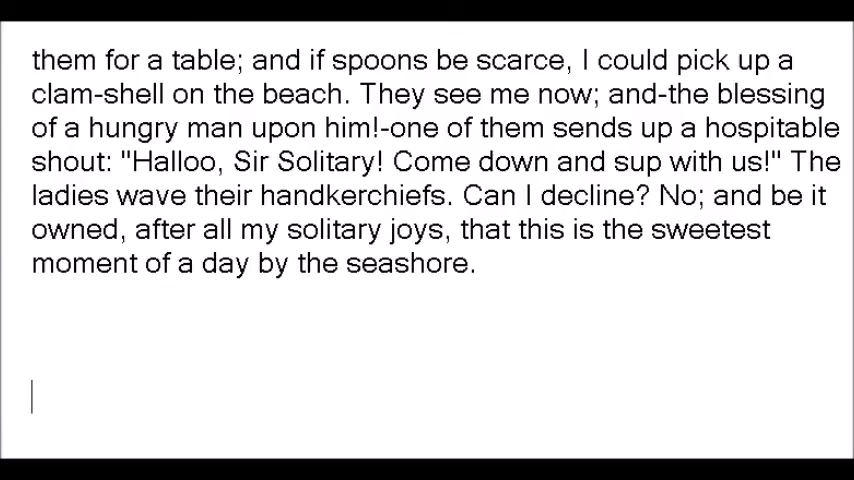 them for a table; and if spoons be scarce, I could pick up a
clam-shell on the beach. They see me now; and-the blessing
of a hungry man upon him!-one of them sends up a hospitable
shout: "Halloo, Sir Solitary! Come down and sup with us!" The
ladies wave their handkerchiefs. Can I decline? No; and be it
owned, after all my solitary joys, that this is the sweetest
moment of a day by the seashore.